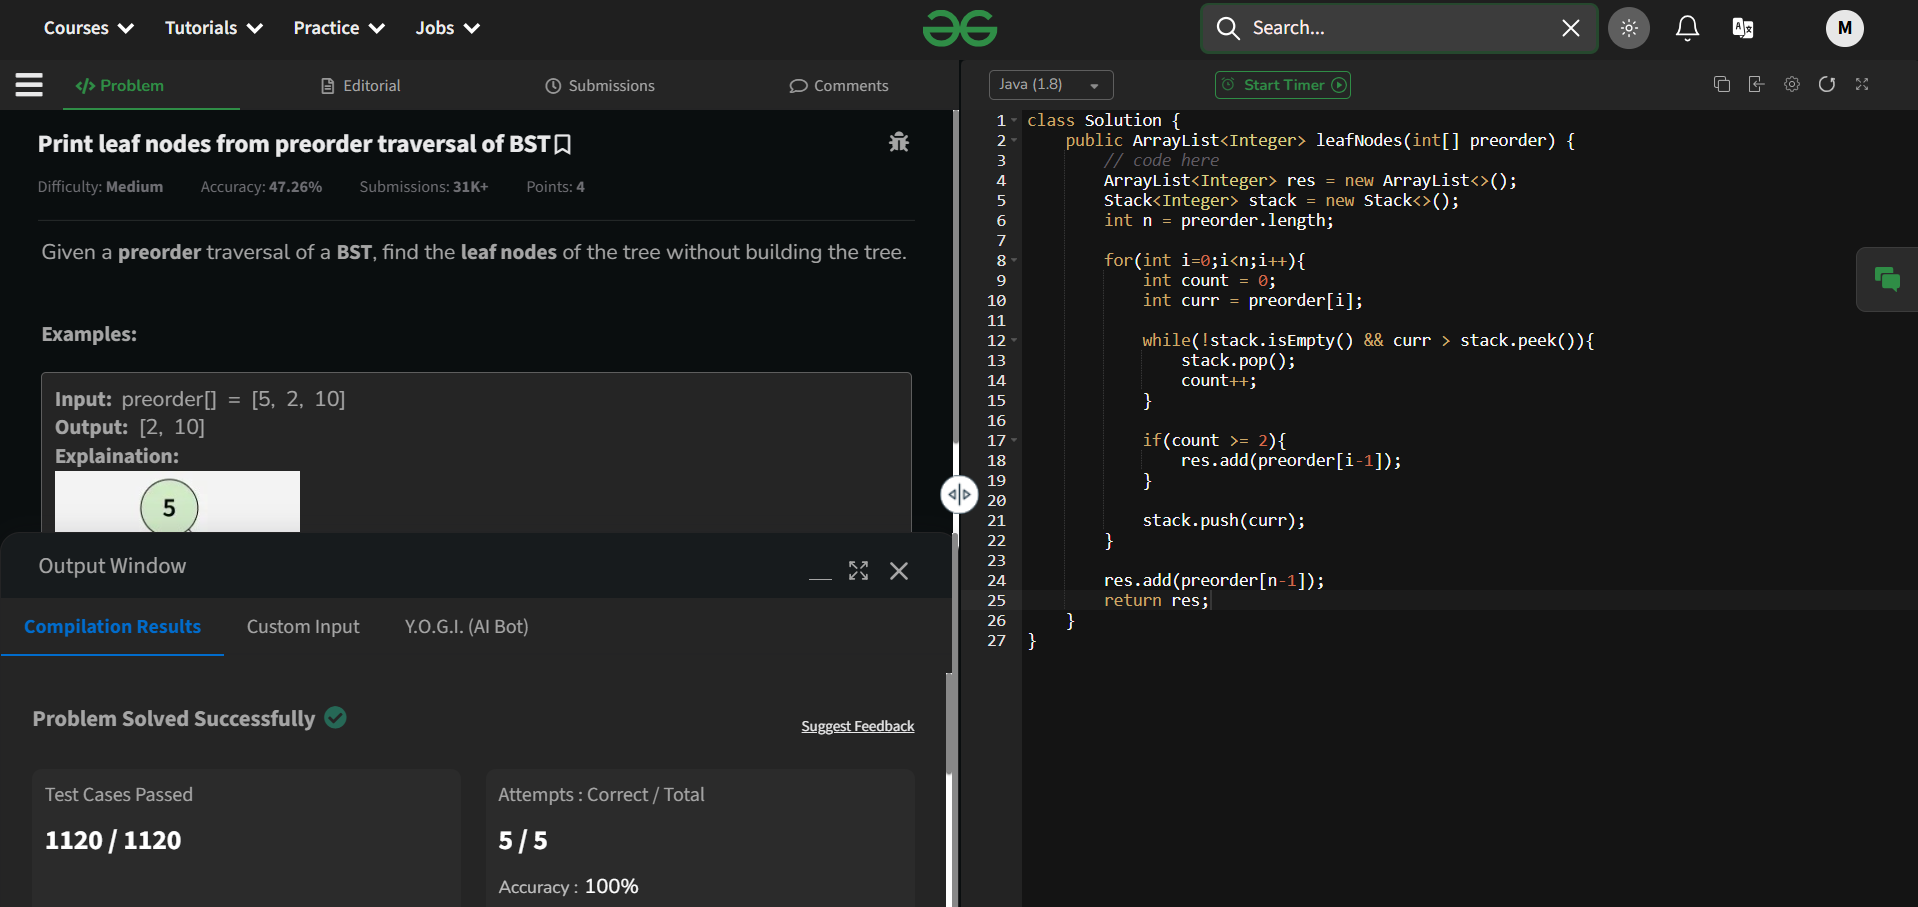 Courses Tutorials Practice Jobs Search... M
Problem Editorial Submissions Comments
Java (1.8) Start Timer
Print leaf nodes from preorder traversal of BST
Difficulty: Medium Accuracy: 47.26% Submissions: 31K+ Points: 4
Given a preorder traversal of a BST, find the leaf nodes of the tree without building the tree.
Examples:
Input: preorder[] = [5, 2, 10]
Output: [2, 10]
Explaination:
5
Output Window
Compilation Results Custom Input Y.O.G.I. (AI Bot)
Problem Solved Successfully
Suggest Feedback
Test Cases Passed
1120 / 1120
Attempts : Correct / Total
5 / 5
Accuracy : 100%
1 class Solution {
2 public ArrayList<Integer> leafNodes(int[] preorder) {
3 // code here
4 ArrayList<Integer> res = new ArrayList<>();
5 Stack<Integer> stack = new Stack<>();
6 int n = preorder.length;
7
8 for(int i=0;i<n;i++){
9 int count = 0;
10 int curr = preorder[i];
11
12 while(!stack.isEmpty() && curr > stack.peek()){
13 stack.pop();
14 count++;
15 }
16
17 if(count >= 2){
18 res.add(preorder[i-1]);
19 }
20
21 stack.push(curr);
22 }
23
24 res.add(preorder[n-1]);
25 return res;
26 }
27 }